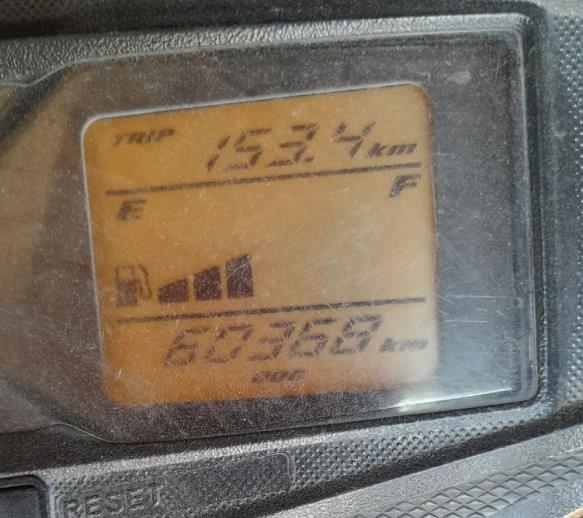 TRIP 153.4 km
E F
60368 km
ODO
RESET